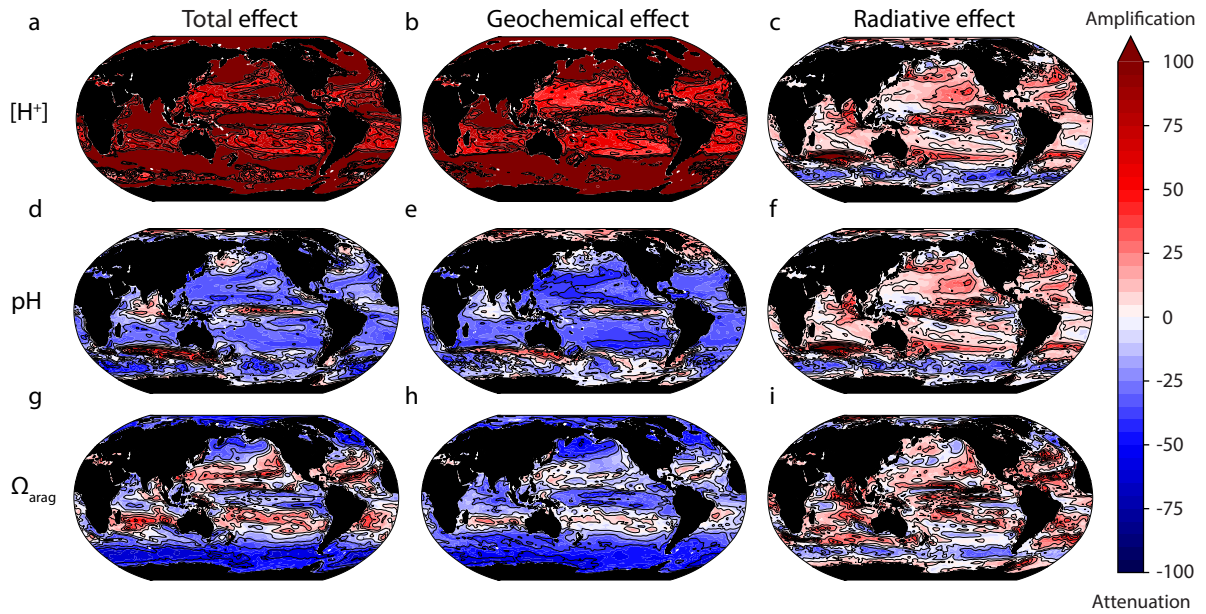 a Total effect b Geochemical effect c Radiative effect Amplification
[H+]
100
75
50
d e f
pH
25
0
-25
g h i
Ωarag
-50
-75
-100
Attenuation